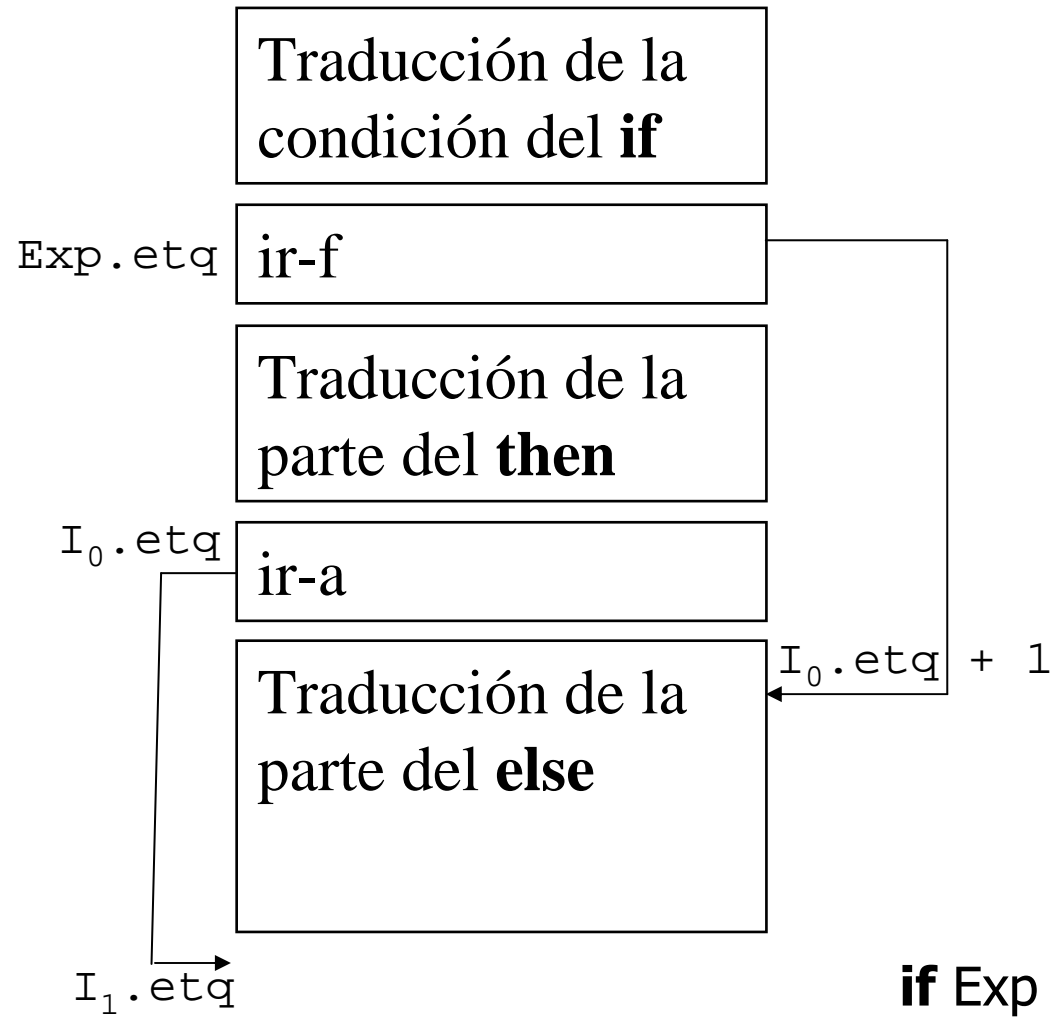 Traducción de la
condición del if
Exp.etq
ir-f
Traducción de la
parte del then
I₀.etq
ir-a
I₀.etq + 1
Traducción de la
parte del else
I₁.etq
if Exp